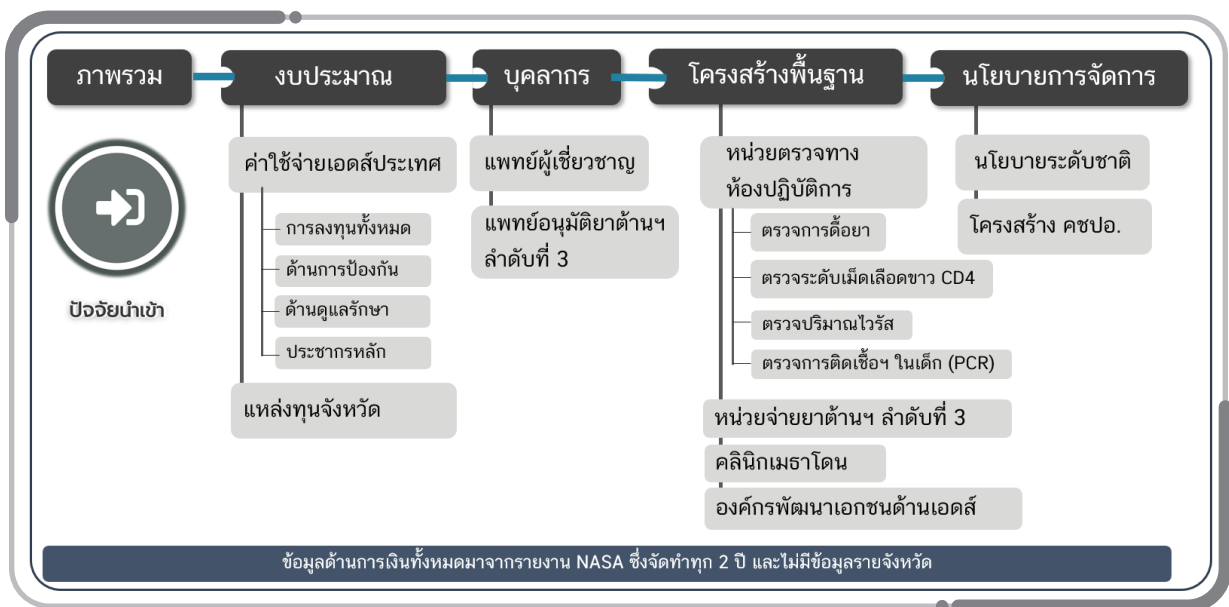 ภาพรวม
งบประมาณ
บุคลากร
โครงสร้างพื้นฐาน
นโยบายการจัดการ
ปัจจัยนำเข้า
ค่าใช้จ่ายเอดส์ประเทศ
การลงทุนทั้งหมด
ด้านการป้องกัน
ด้านดูแลรักษา
ประชากรหลัก
แหล่งทุนจังหวัด
แพทย์ผู้เชี่ยวชาญ
แพทย์อนุมัติยาต้านฯ
ลำดับที่ 3
หน่วยตรวจทาง
ห้องปฏิบัติการ
ตรวจการดื้อยา
ตรวจระดับเม็ดเลือดขาว CD4
ตรวจปริมาณไวรัส
ตรวจการติดเชื้อฯ ในเด็ก (PCR)
หน่วยจ่ายยาต้านฯ ลำดับที่ 3
คลินิกเมธาโดน
องค์กรพัฒนาเอกชนด้านเอดส์
นโยบายระดับชาติ
โครงสร้าง คชปอ.
ข้อมูลด้านการเงินทั้งหมดมาจากรายงาน NASA ซึ่งจัดทำทุก 2 ปี และไม่มีข้อมูลรายจังหวัด